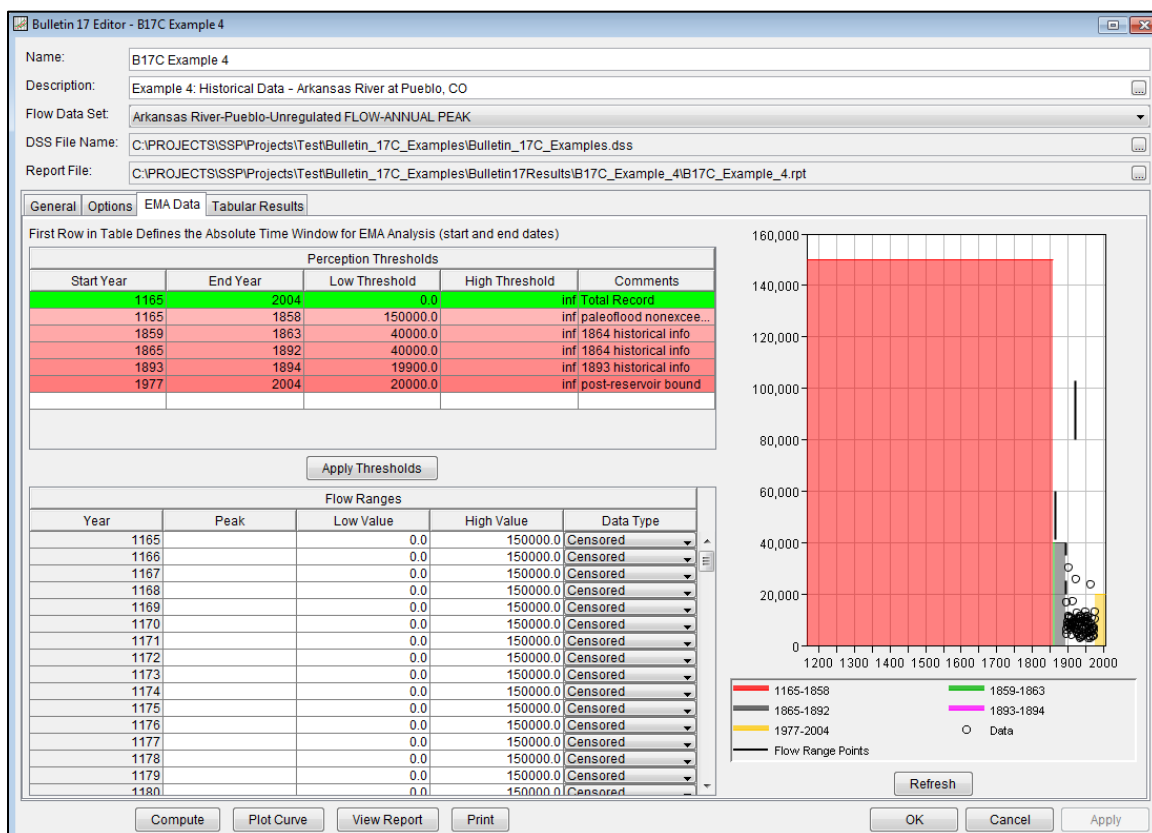 Bulletin 17 Editor - B17C Example 4
Name: B17C Example 4
Description: Example 4: Historical Data - Arkansas River at Pueblo, CO ...
Flow Data Set: Arkansas River-Pueblo-Unregulated FLOW-ANNUAL PEAK
DSS File Name: C:\PROJECTS\SSP\Projects\Test\Bulletin_17C_Examples\Bulletin_17C_Examples.dss ...
Report File: C:\PROJECTS\SSP\Projects\Test\Bulletin_17C_Examples\Bulletin17Results\B17C_Example_4\B17C_Example_4.rpt ...
General Options EMA Data Tabular Results
First Row in Table Defines the Absolute Time Window for EMA Analysis (start and end dates)
Perception Thresholds
Start Year End Year Low Threshold High Threshold Comments
1165 2004 0.0 inf Total Record
1165 1858 150000.0 inf paleoflood nonexcee...
1859 1863 40000.0 inf 1864 historical info
1865 1892 40000.0 inf 1864 historical info
1893 1894 19900.0 inf 1893 historical info
1977 2004 20000.0 inf post-reservoir bound
Apply Thresholds
Flow Ranges
Year Peak Low Value High Value Data Type
1165 0.0 150000.0 Censored
1166 0.0 150000.0 Censored
1167 0.0 150000.0 Censored
1168 0.0 150000.0 Censored
1169 0.0 150000.0 Censored
1170 0.0 150000.0 Censored
1171 0.0 150000.0 Censored
1172 0.0 150000.0 Censored
1173 0.0 150000.0 Censored
1174 0.0 150000.0 Censored
1175 0.0 150000.0 Censored
1176 0.0 150000.0 Censored
1177 0.0 150000.0 Censored
1178 0.0 150000.0 Censored
1179 0.0 150000.0 Censored
1180 0.0 150000.0 Censored
160,000
140,000
120,000
100,000
80,000
60,000
40,000
20,000
0
1200 1300 1400 1500 1600 1700 1800 1900 2000
1165-1858 1859-1863
1865-1892 1893-1894
1977-2004 Data
Flow Range Points
Refresh
Compute Plot Curve View Report Print OK Cancel Apply